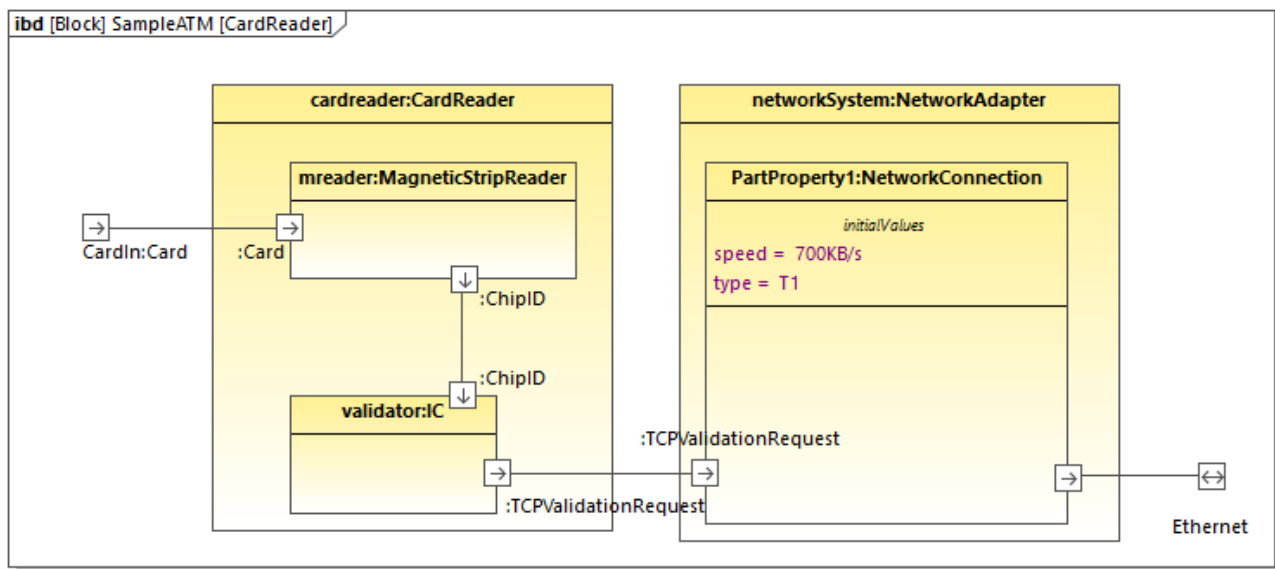 ibd [Block] SampleATM [CardReader]
cardreader:CardReader
networkSystem:NetworkAdapter
mreader:MagneticStripReader
PartProperty1:NetworkConnection
initialValues
speed = 700KB/s
type = T1
CardIn:Card
:Card
:ChipID
:ChipID
validator:IC
:TCPValidationRequest
:TCPValidationRequest
Ethernet